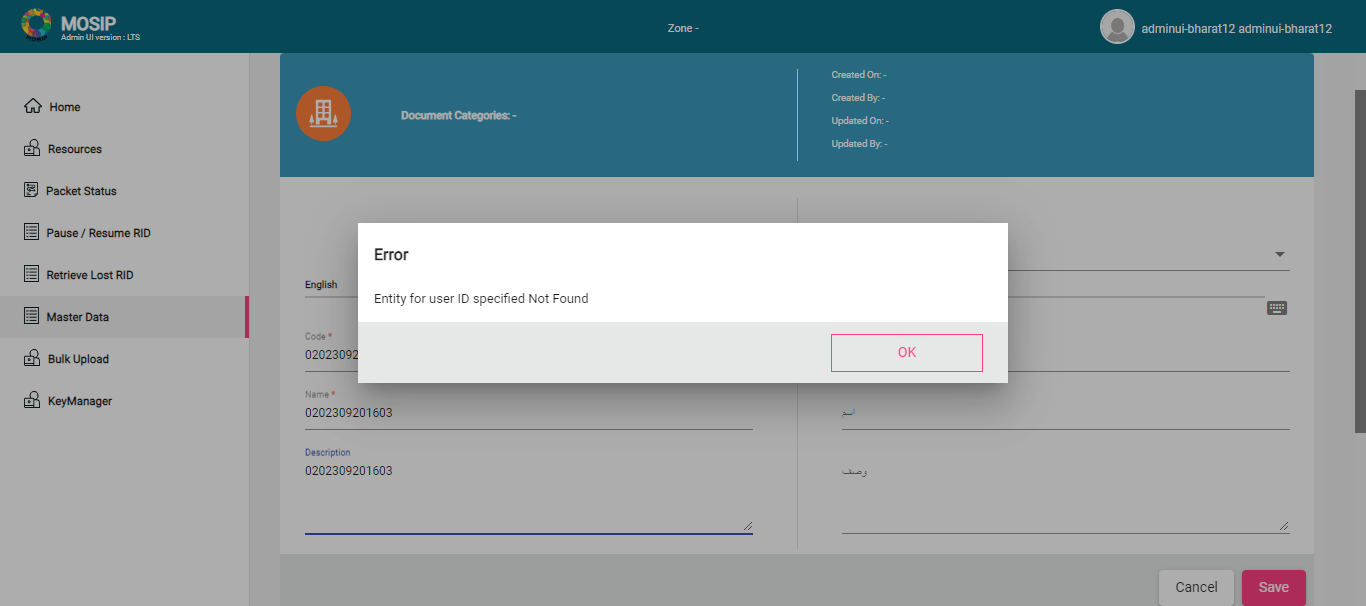 MOSIP
Admin UI version : LTS
Zone -
adminui-bharat12 adminui-bharat12
Home
Resources
Packet Status
Pause / Resume RID
Retrieve Lost RID
Master Data
Bulk Upload
KeyManager
Document Categories: -
Created On: -
Created By: -
Updated On: -
Updated By: -
Error
Entity for user ID specified Not Found
OK
English
Code *
02023092
Name *
0202309201603
Description
0202309201603
اسم
وصف
Cancel
Save